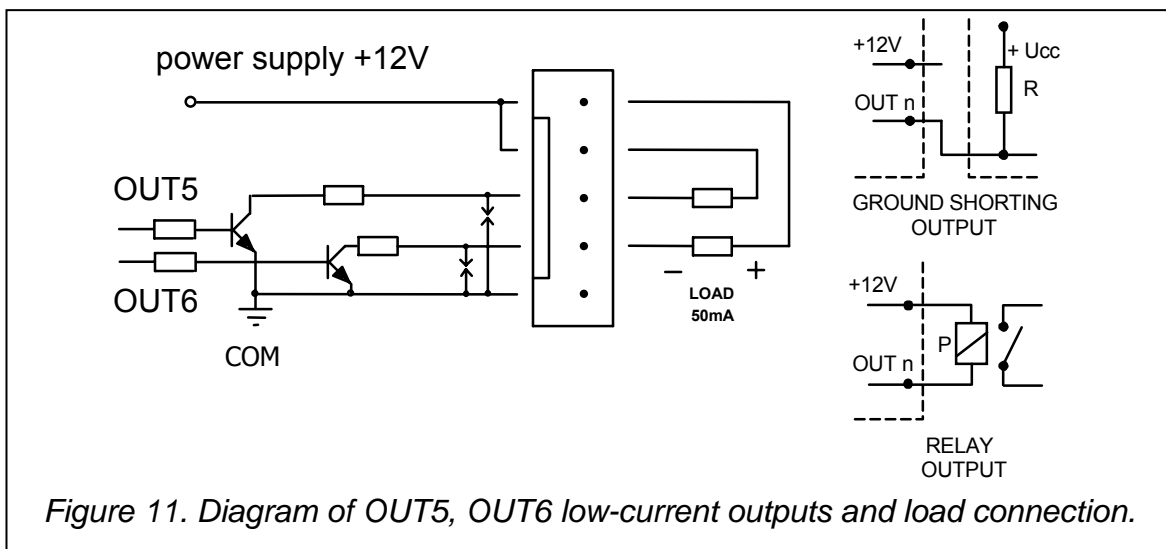 power supply +12V
OUT5
OUT6
COM
− +
LOAD
50mA
+12V
+ Ucc
R
OUT n
GROUND SHORTING
OUTPUT
+12V
P
OUT n
RELAY
OUTPUT
Figure 11. Diagram of OUT5, OUT6 low-current outputs and load connection.